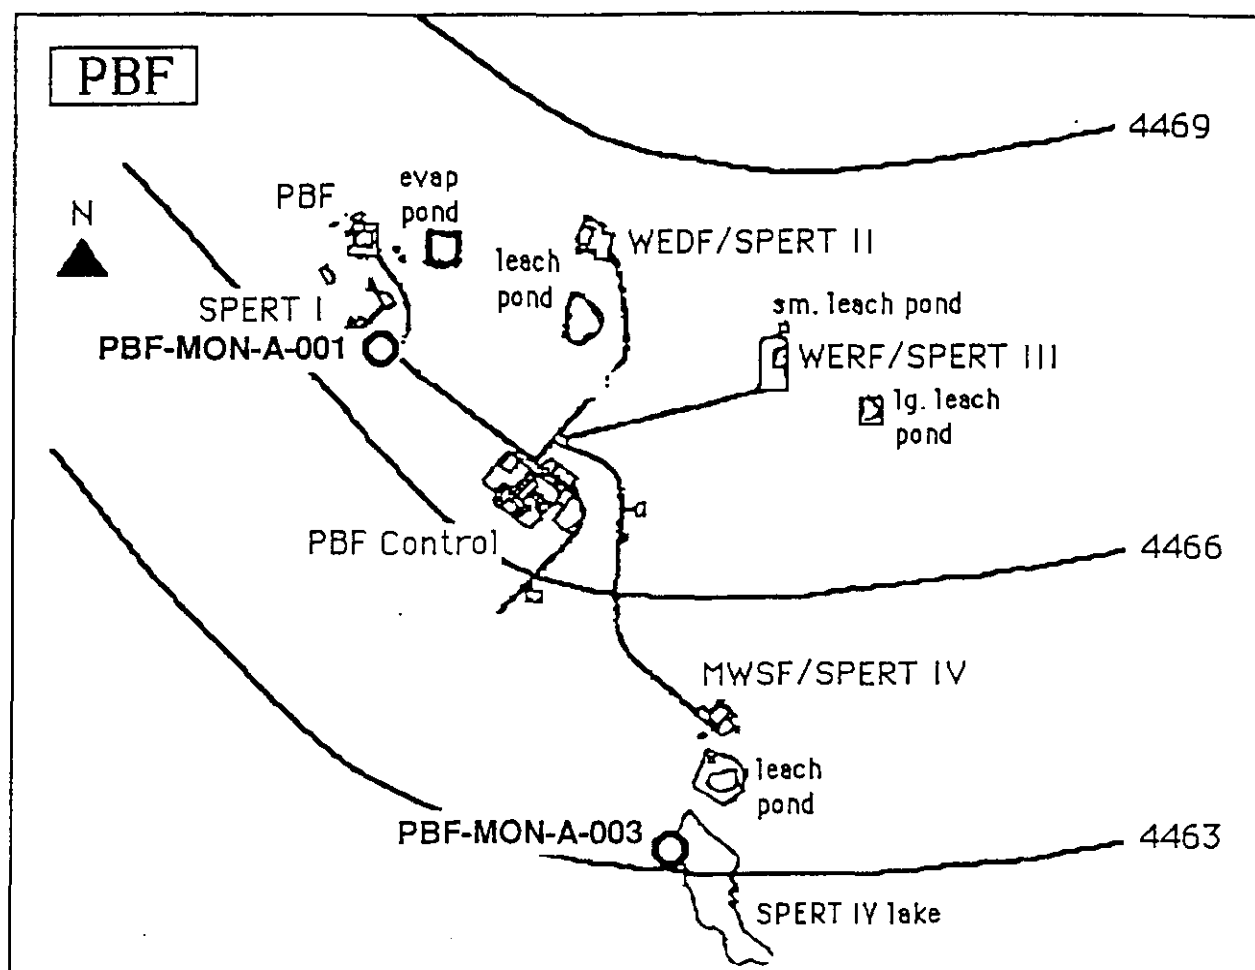 PBF
4469
N
PBF
evap
pond
WEDF/SPERT II
leach
pond
SPERT I
sm. leach pond
PBF-MON-A-001
WERF/SPERT III
lg. leach
pond
PBF Control
4466
MWSF/SPERT IV
leach
pond
PBF-MON-A-003
4463
SPERT IV lake